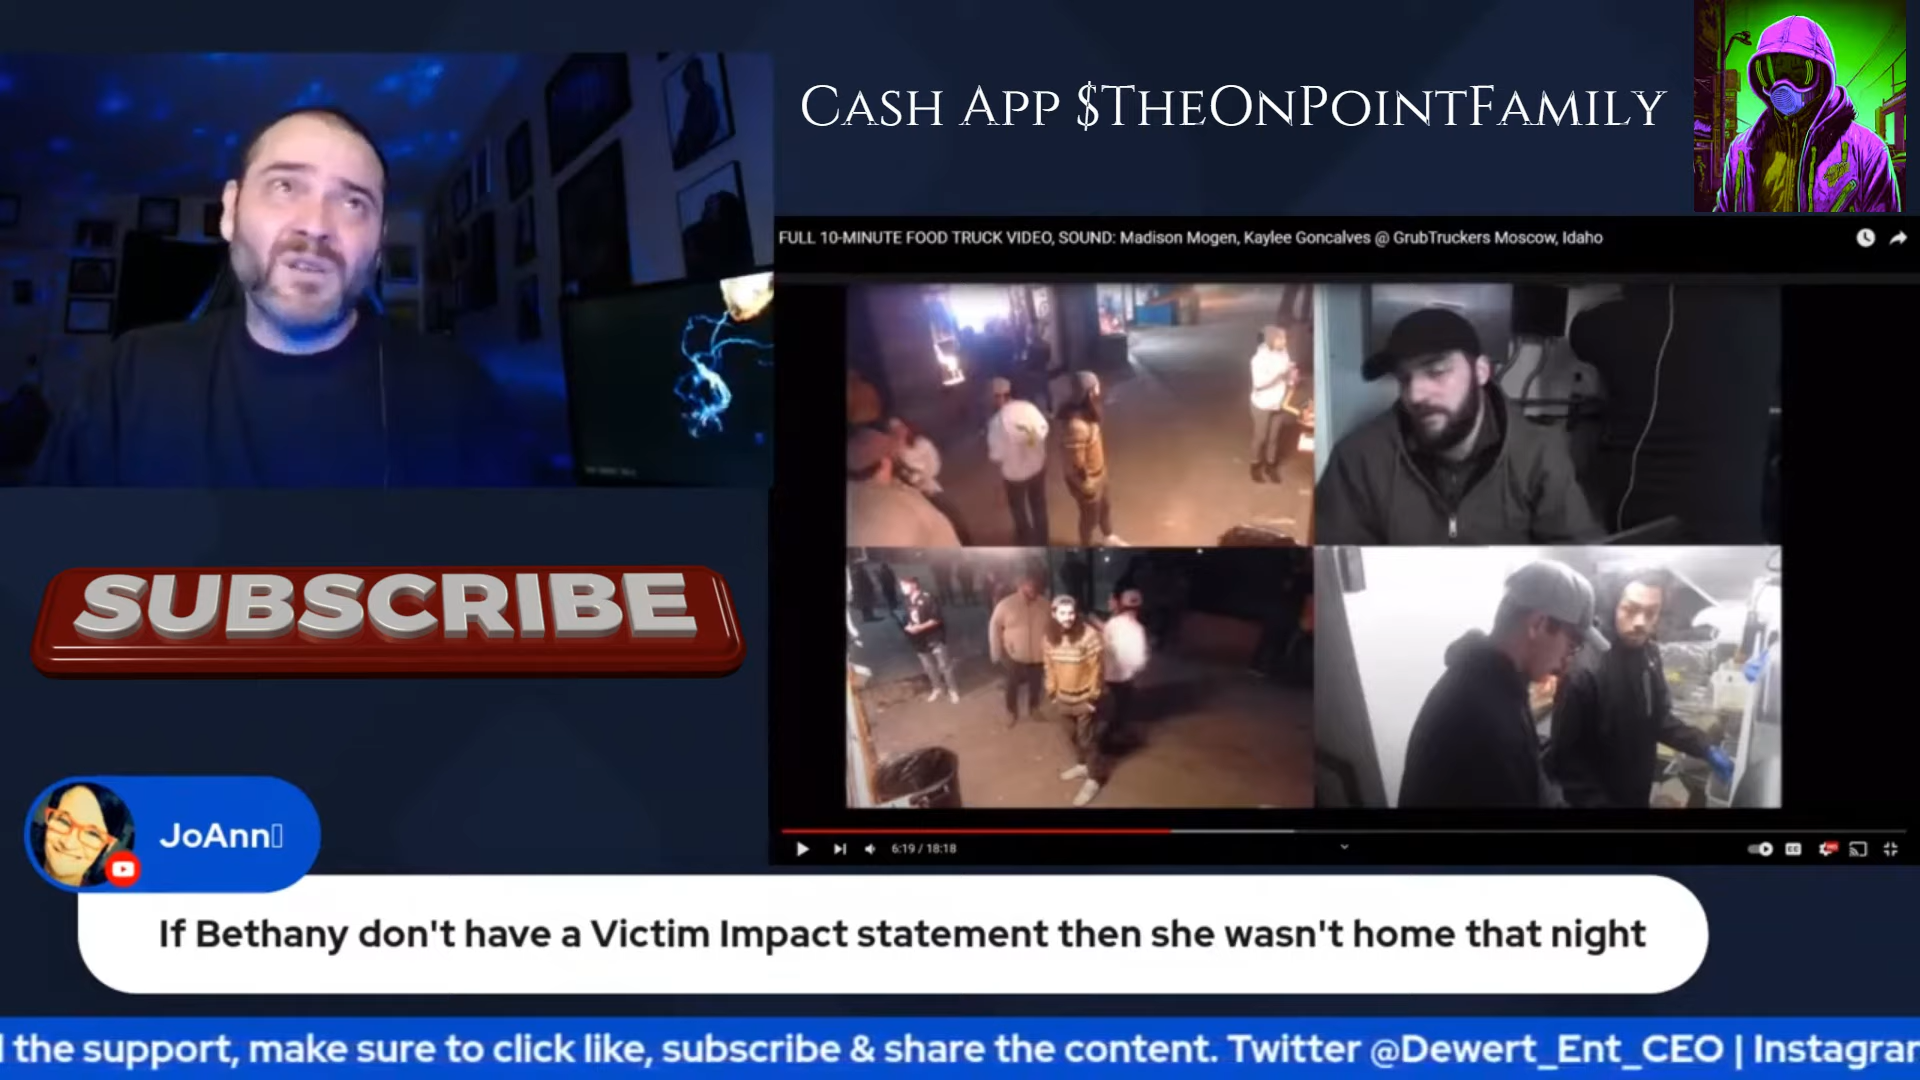 CASH APP $THEONPOINTFAMILY
FULL 10-MINUTE FOOD TRUCK VIDEO, SOUND: Madison Mogen, Kaylee Goncalves @ GrubTruckers Moscow, Idaho
SUBSCRIBE
6:19 / 18:18
JoAnn
If Bethany don't have a Victim Impact statement then she wasn't home that night
the support, make sure to click like, subscribe & share the content. Twitter @Dewert_Ent_CEO | Instagram